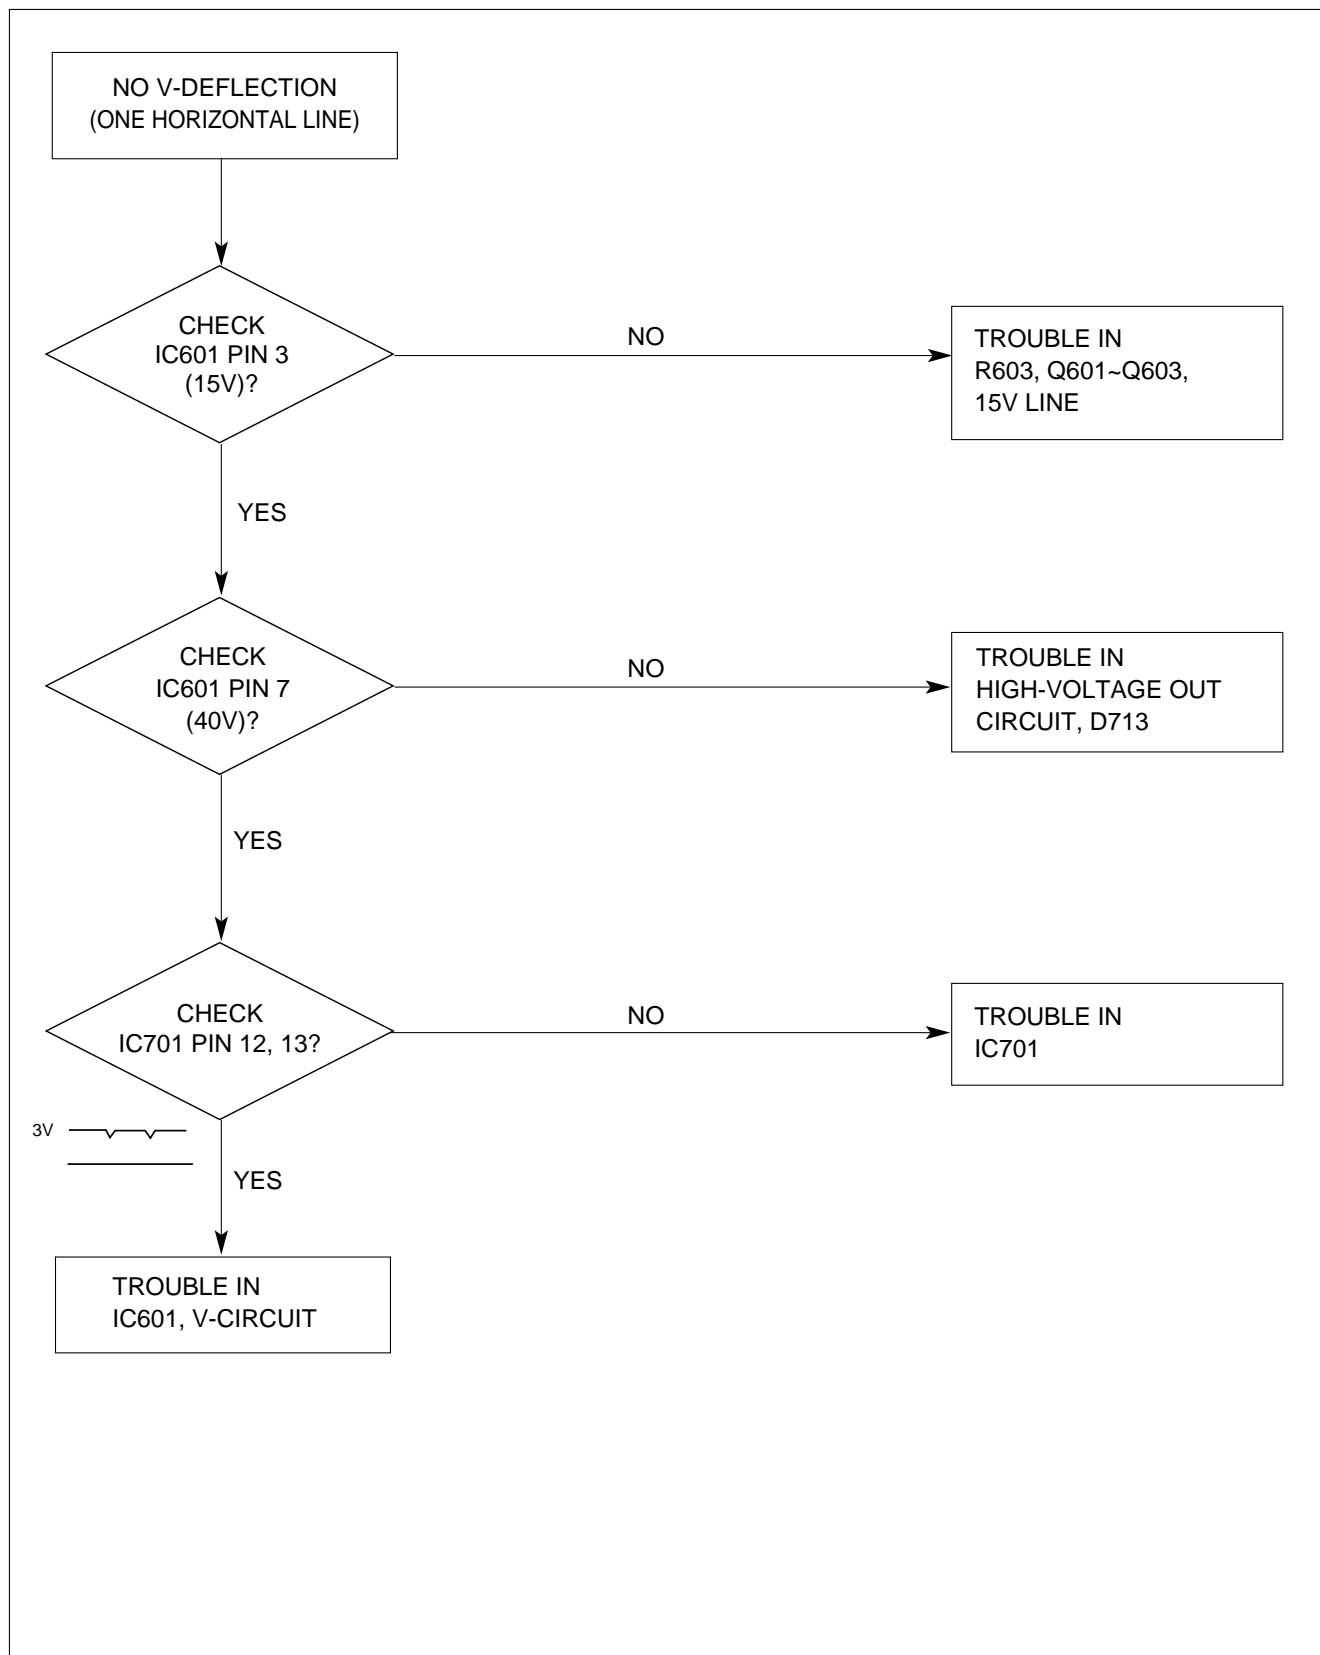 NO V-DEFLECTION
(ONE HORIZONTAL LINE)
CHECK
IC601 PIN 3
(15V)?
NO
TROUBLE IN
R603, Q601~Q603,
15V LINE
YES
CHECK
IC601 PIN 7
(40V)?
NO
TROUBLE IN
HIGH-VOLTAGE OUT
CIRCUIT, D713
YES
CHECK
IC701 PIN 12, 13?
NO
TROUBLE IN
IC701
3V
YES
TROUBLE IN
IC601, V-CIRCUIT